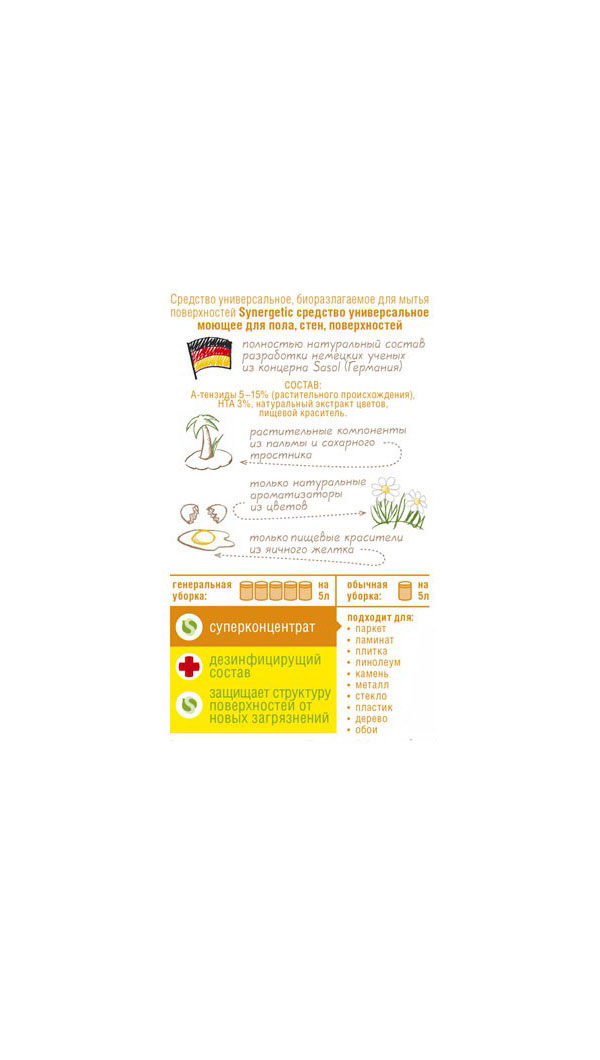 Средство универсальное, биоразлагаемое для мытья
поверхностей Synergetic средство универсальное
моющее для пола, стен, поверхностей
полностью натуральный состав
разработки немецких ученых
из концерна Sasol (Германия)
СОСТАВ:
А-тензиды 5–15% (растительного происхождения),
НТА 3%, натуральный экстракт цветов,
пищевой краситель.
растительные компоненты
из пальмы и сахарного
тростника
только натуральные
ароматизаторы
из цветов
только пищевые красители
из яичного желтка
генеральная
уборка:
на
5л
обычная
уборка:
на
5л
суперконцентрат
дезинфицирущий
состав
защищает структуру
поверхностей от
новых загрязнений
подходит для:
• паркет
• ламинат
• плитка
• линолеум
• камень
• металл
• стекло
• пластик
• дерево
• обои